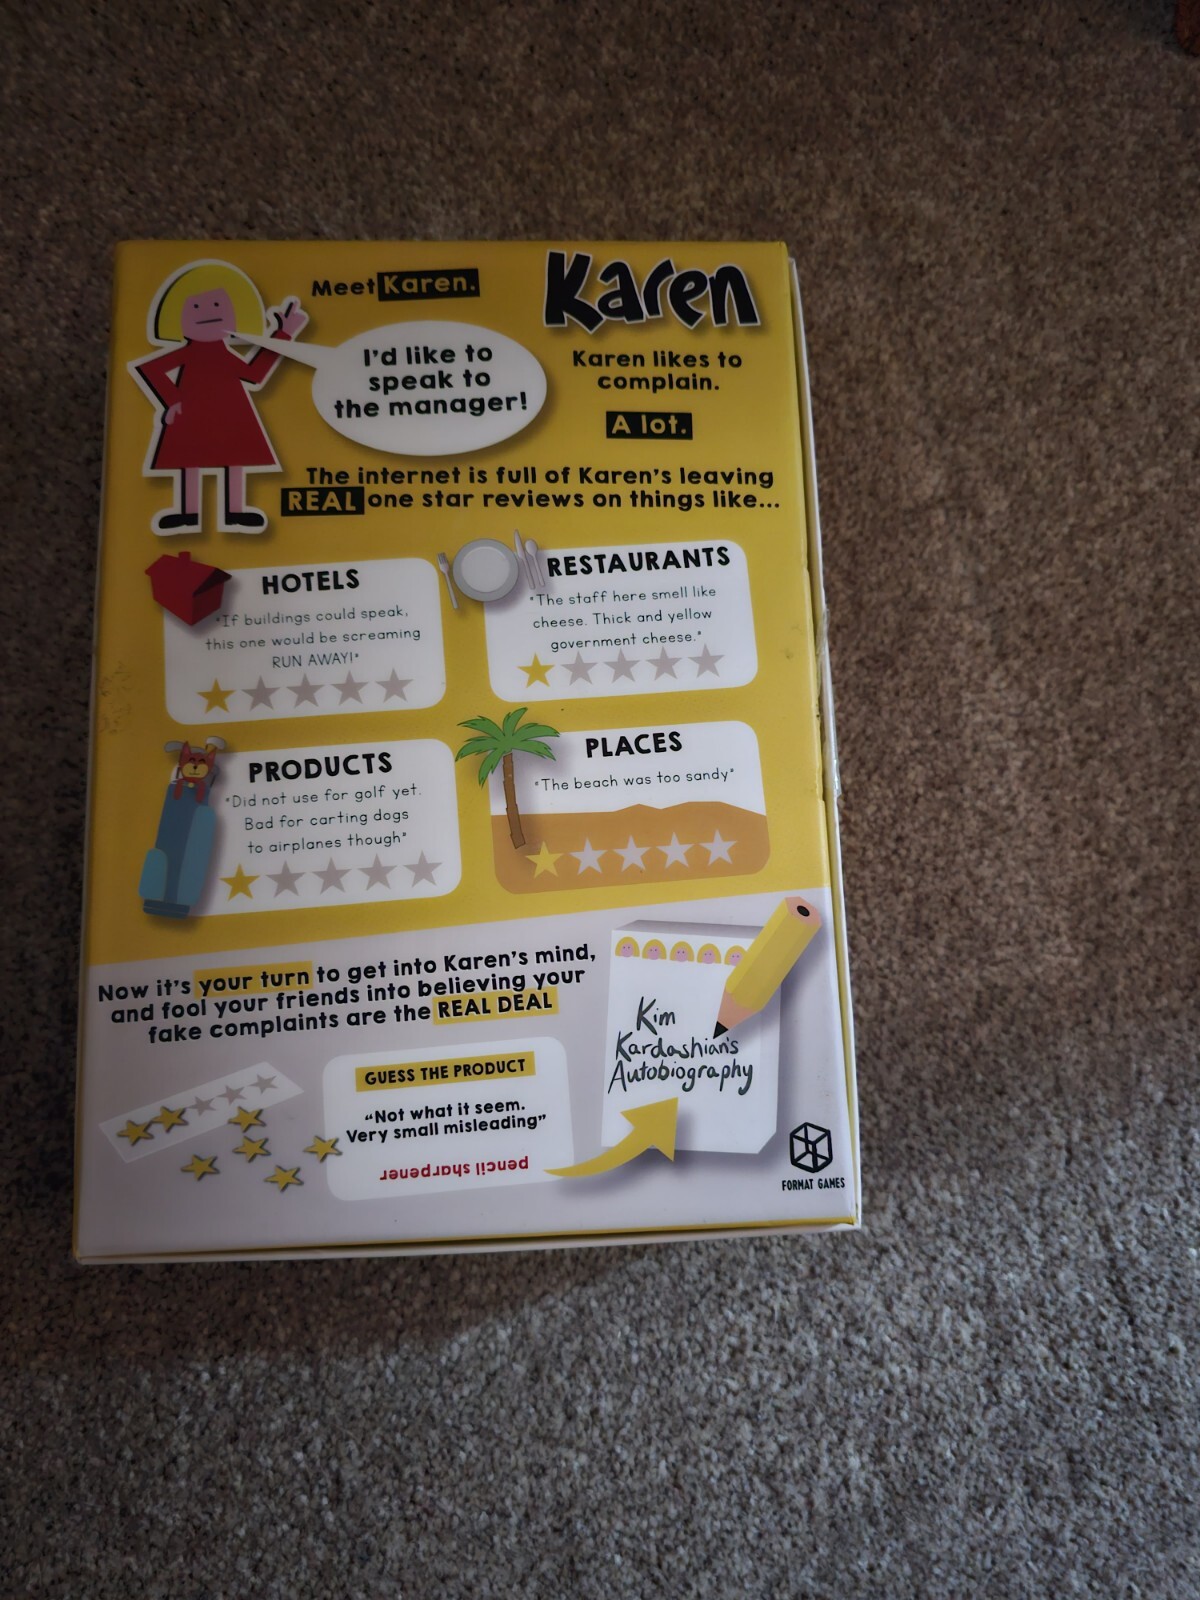 Meet Karen.
Karen
I'd like to
speak to
the manager!
Karen likes to
complain.
A lot.
The internet is full of Karen's leaving
REAL one star reviews on things like...
HOTELS
"If buildings could speak,
this one would be screaming
RUN AWAY!"
RESTAURANTS
"The staff here smell like
cheese. Thick and yellow
government cheese."
PRODUCTS
"Did not use for golf yet.
Bad for carting dogs
to airplanes though"
PLACES
"The beach was too sandy"
Now it's your turn to get into Karen's mind,
and fool your friends into believing your
fake complaints are the REAL DEAL
Kim
Kardashian's
Autobiography
GUESS THE PRODUCT
"Not what it seem.
Very small misleading"
pencil sharpener
FORMAT GAMES